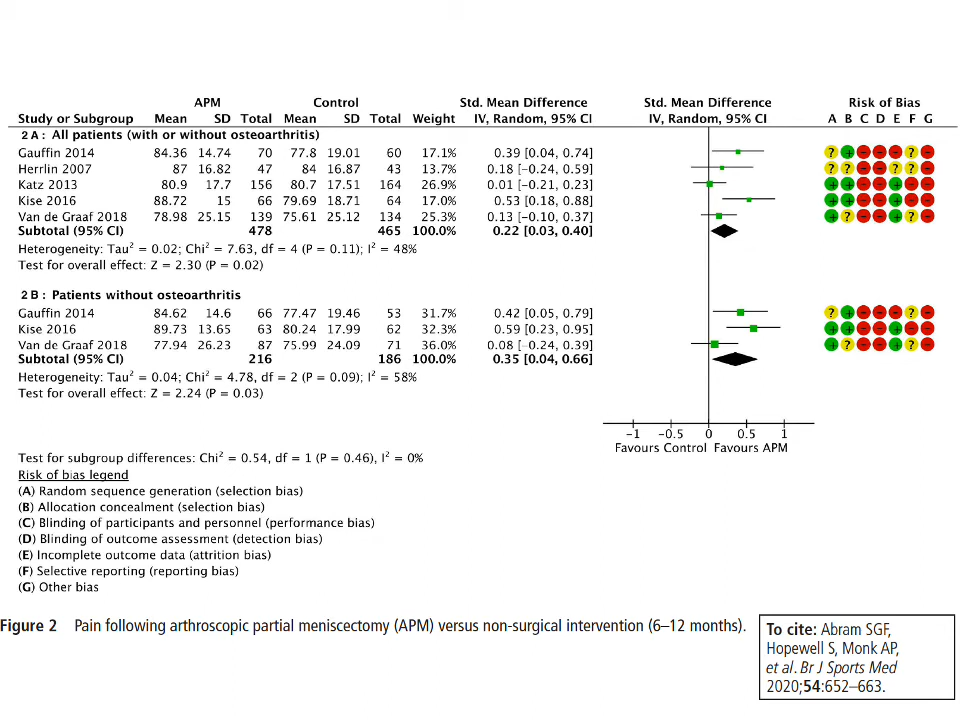 APM Control Std. Mean Difference Std. Mean Difference Risk of Bias
Study or Subgroup Mean SD Total Mean SD Total Weight IV, Random, 95% CI IV, Random, 95% CI A B C D E F G
2 A : All patients (with or without osteoarthritis)
Gauffin 2014 84.36 14.74 70 77.8 19.01 60 17.1% 0.39 [0.04, 0.74] ? + − − ? ? −
Herrlin 2007 87 16.82 47 84 16.87 43 13.7% 0.18 [−0.24, 0.59] ? ? − − ? ? −
Katz 2013 80.9 17.7 156 80.7 17.51 164 26.9% 0.01 [−0.21, 0.23] + + − − + − −
Kise 2016 88.72 15 66 79.69 18.71 64 17.0% 0.53 [0.18, 0.88] + + − − + − −
Van de Graaf 2018 78.98 25.15 139 75.61 25.12 134 25.3% 0.13 [−0.10, 0.37] + ? − − + ? −
Subtotal (95% CI) 478 465 100.0% 0.22 [0.03, 0.40]
Heterogeneity: Tau² = 0.02; Chi² = 7.63, df = 4 (P = 0.11); I² = 48%
Test for overall effect: Z = 2.30 (P = 0.02)
2 B : Patients without osteoarthritis
Gauffin 2014 84.62 14.6 66 77.47 19.46 53 31.7% 0.42 [0.05, 0.79] ? + − − ? ? −
Kise 2016 89.73 13.65 63 80.24 17.99 62 32.3% 0.59 [0.23, 0.95] + + − − + − −
Van de Graaf 2018 77.94 26.23 87 75.99 24.09 71 36.0% 0.08 [−0.24, 0.39] + ? − − + ? −
Subtotal (95% CI) 216 186 100.0% 0.35 [0.04, 0.66]
Heterogeneity: Tau² = 0.04; Chi² = 4.78, df = 2 (P = 0.09); I² = 58%
Test for overall effect: Z = 2.24 (P = 0.03)
−1 −0.5 0 0.5 1
Favours Control Favours APM
Test for subgroup differences: Chi² = 0.54, df = 1 (P = 0.46), I² = 0%
Risk of bias legend
(A) Random sequence generation (selection bias)
(B) Allocation concealment (selection bias)
(C) Blinding of participants and personnel (performance bias)
(D) Blinding of outcome assessment (detection bias)
(E) Incomplete outcome data (attrition bias)
(F) Selective reporting (reporting bias)
(G) Other bias
Figure 2 Pain following arthroscopic partial meniscectomy (APM) versus non-surgical intervention (6–12 months).
To cite: Abram SGF,
Hopewell S, Monk AP,
et al. Br J Sports Med
2020;54:652–663.